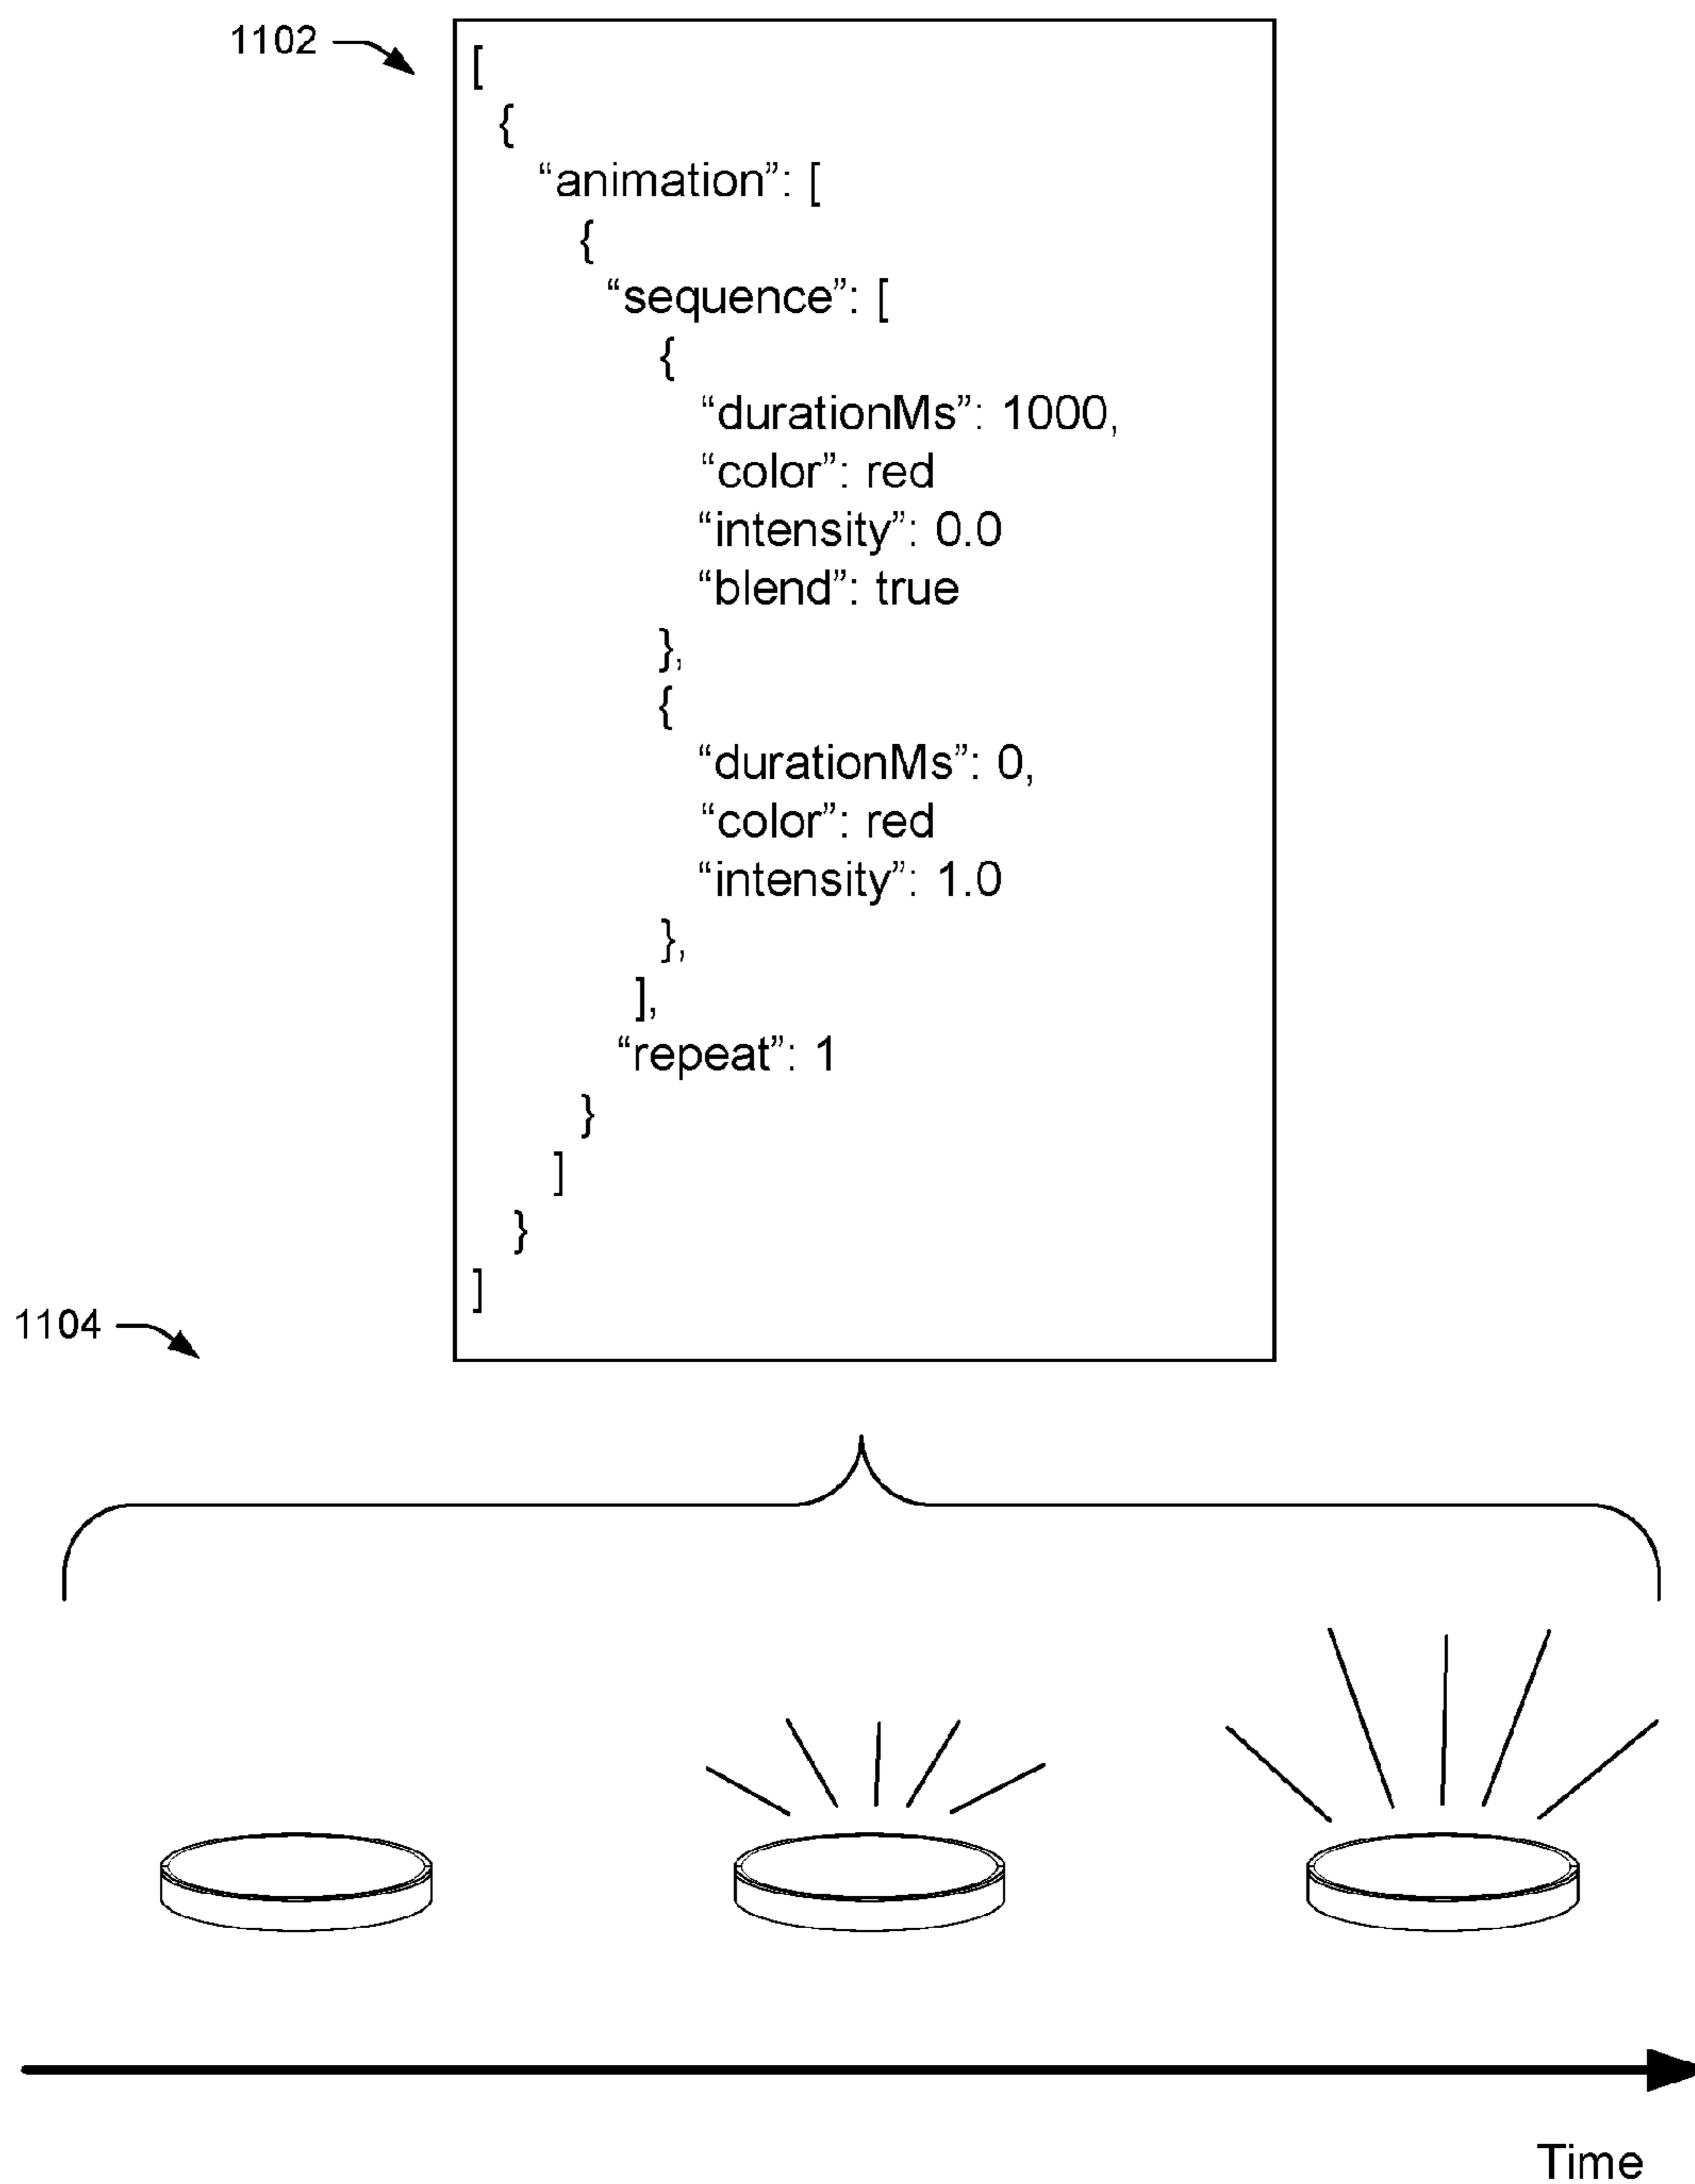 1102
[
{
“animation”: [
{
“sequence”: [
{
“durationMs”: 1000,
“color”: red
“intensity”: 0.0
“blend”: true
},
{
“durationMs”: 0,
“color”: red
“intensity”: 1.0
},
],
“repeat”: 1
}
]
}
]
1104
Time